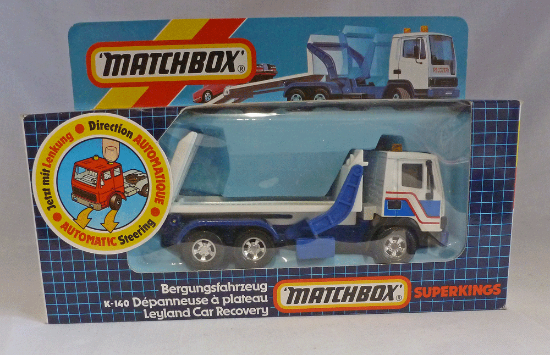 MATCHBOX®
Jetzt mit Lenkung
Direction AUTOMATIQUE
AUTOMATIC Steering
Bergungsfahrzeug
K-140 Dépanneuse à plateau
Leyland Car Recovery
MATCHBOX®
SUPERKINGS